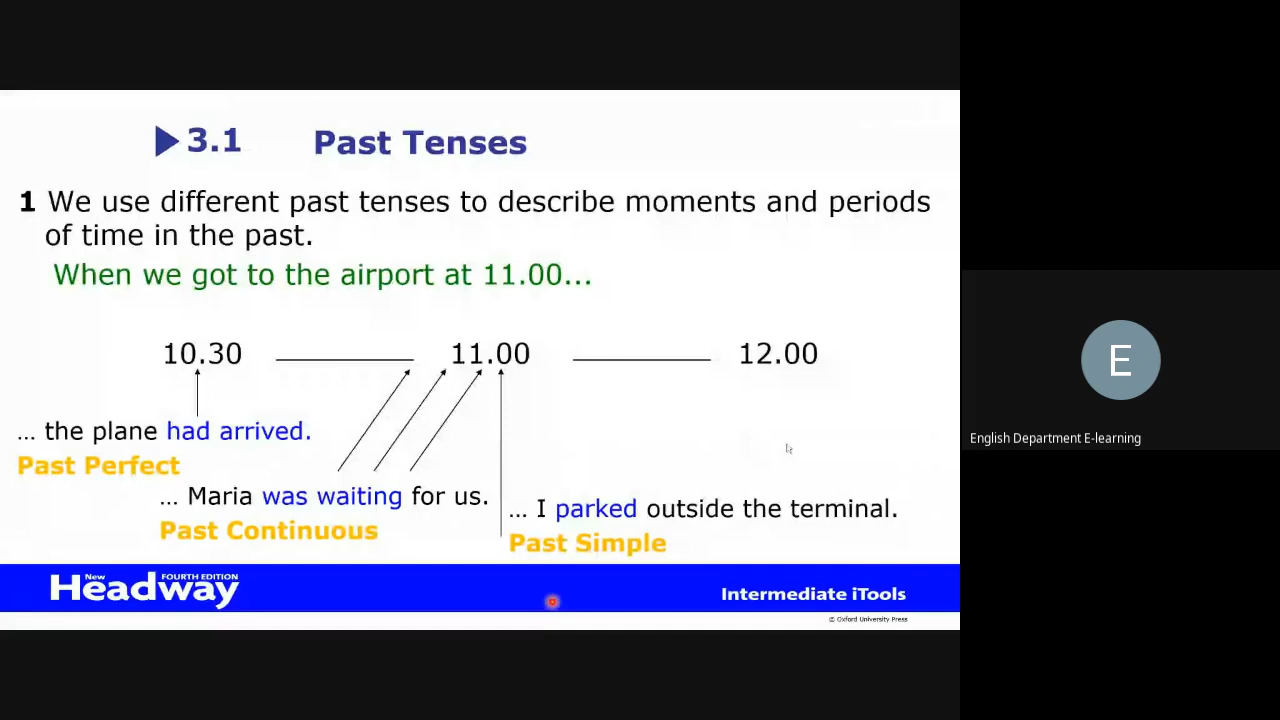 3.1 Past Tenses
1 We use different past tenses to describe moments and periods
of time in the past.
When we got to the airport at 11.00...
10.30 11.00 12.00
... the plane had arrived.
Past Perfect
... Maria was waiting for us.
Past Continuous
... I parked outside the terminal.
Past Simple
New Headway FOURTH EDITION
Intermediate iTools
© Oxford University Press
E
English Department E-learning